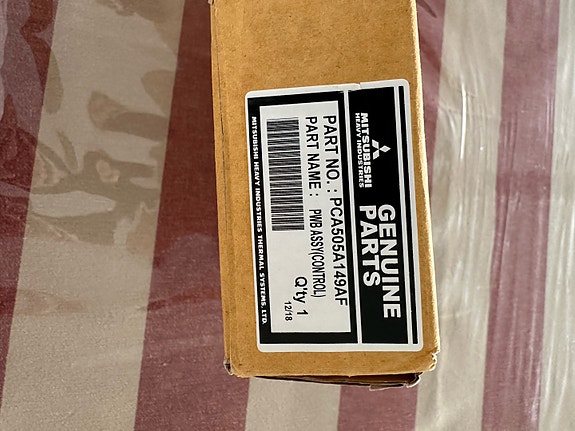 MITSUBISHI
HEAVY INDUSTRIES
GENUINE
PARTS
PART NO. : PCA505A149AF
PART NAME : PWB ASSY(CONTROL)
Q'ty 1
12/18
MITSUBISHI HEAVY INDUSTRIES THERMAL SYSTEMS, LTD.